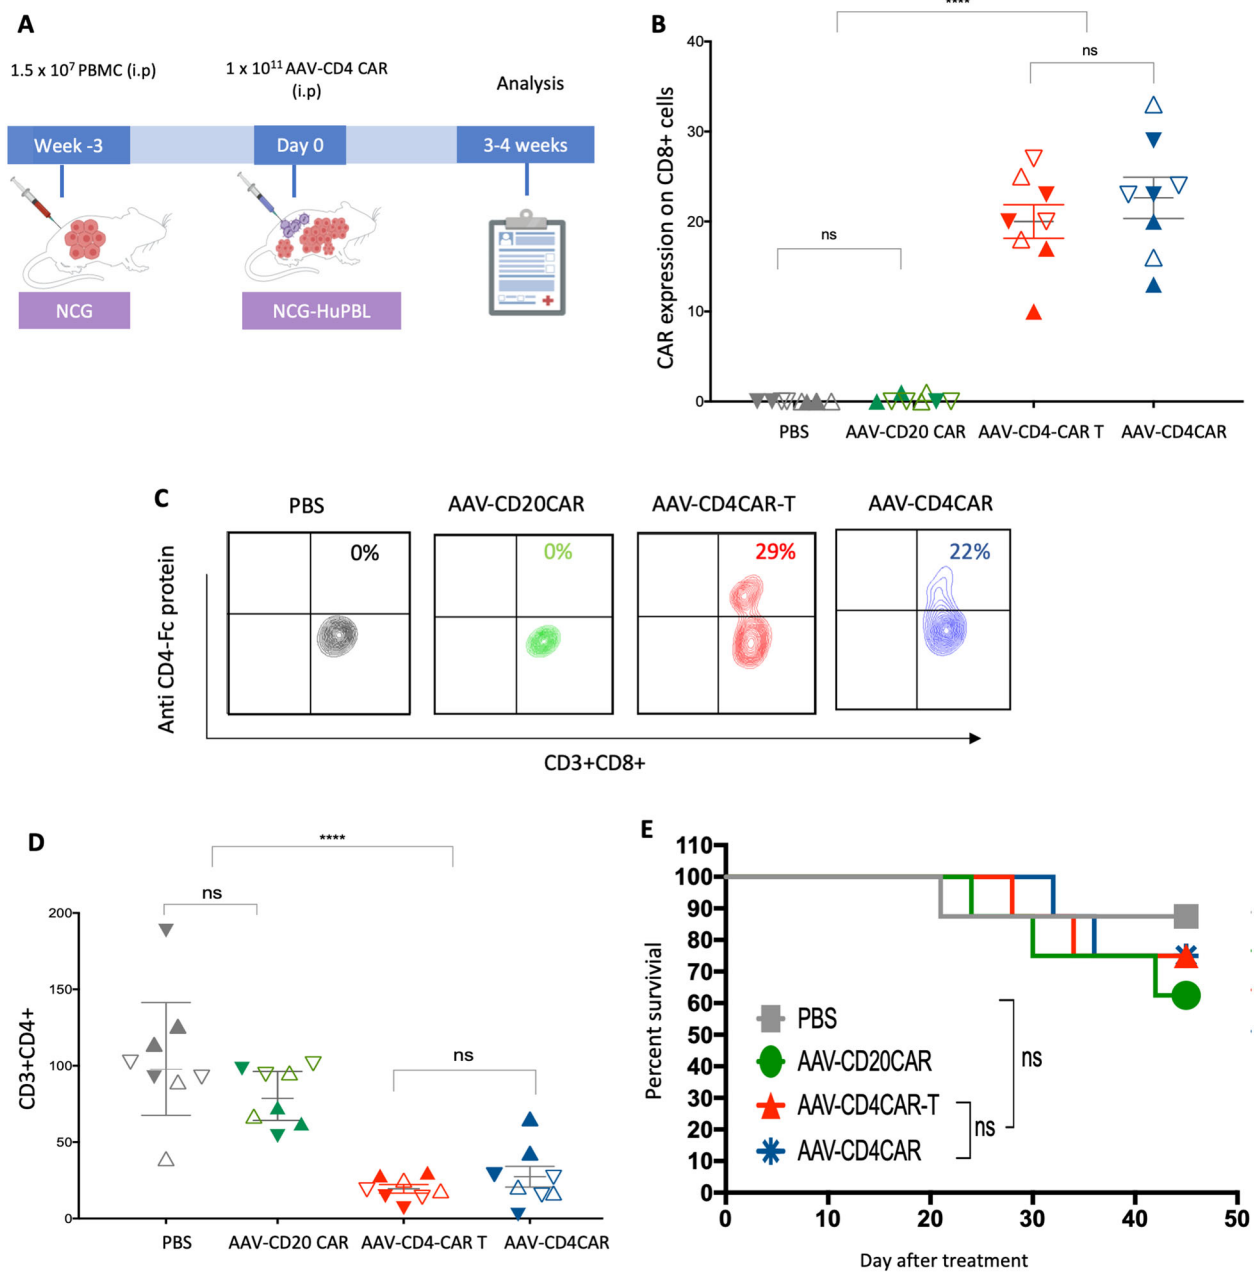 A
1.5 x 10⁷ PBMC (i.p)
1 x 10¹¹ AAV-CD4 CAR
(i.p)
Analysis
Week -3
Day 0
3-4 weeks
NCG
NCG-HuPBL
B
****
ns
ns
CAR expression on CD8+ cells
40
30
20
10
0
PBS
AAV-CD20 CAR
AAV-CD4-CAR T
AAV-CD4CAR
C
PBS
AAV-CD20CAR
AAV-CD4CAR-T
AAV-CD4CAR
0%
0%
29%
22%
Anti CD4-Fc protein
CD3+CD8+
D
****
ns
ns
CD3+CD4+
200
150
100
50
0
PBS
AAV-CD20 CAR
AAV-CD4-CAR T
AAV-CD4CAR
E
Percent survivial
110
100
90
80
70
60
50
40
30
20
10
0
PBS
AAV-CD20CAR
AAV-CD4CAR-T
AAV-CD4CAR
ns
ns
0
10
20
30
40
50
Day after treatment